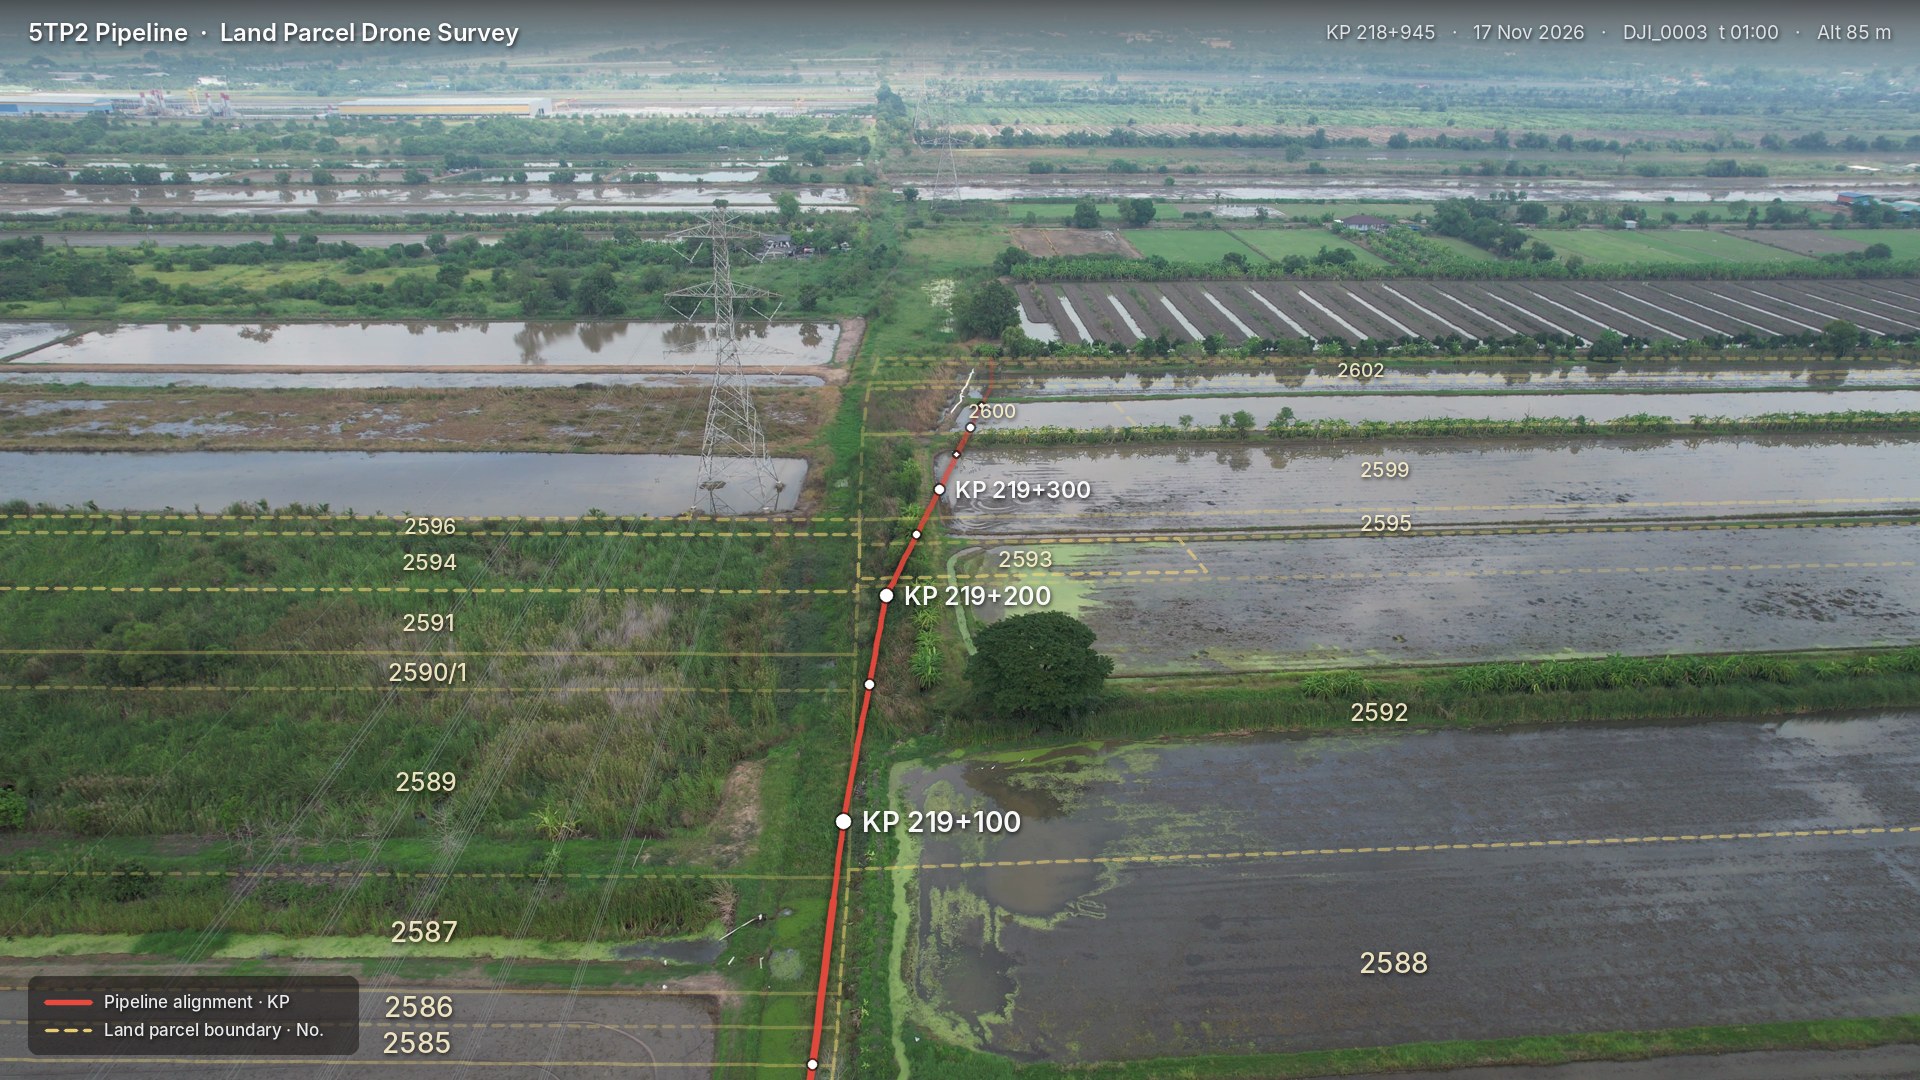 5TP2 Pipeline · Land Parcel Drone Survey
KP 218+945 · 17 Nov 2026 · DJI_0003 t 01:00 · Alt 85 m
2602
2600
2599
KP 219+300
2595
2596
2594
2593
KP 219+200
2591
2590/1
2592
2589
KP 219+100
2587
2588
2586
2585
Pipeline alignment · KP
Land parcel boundary · No.